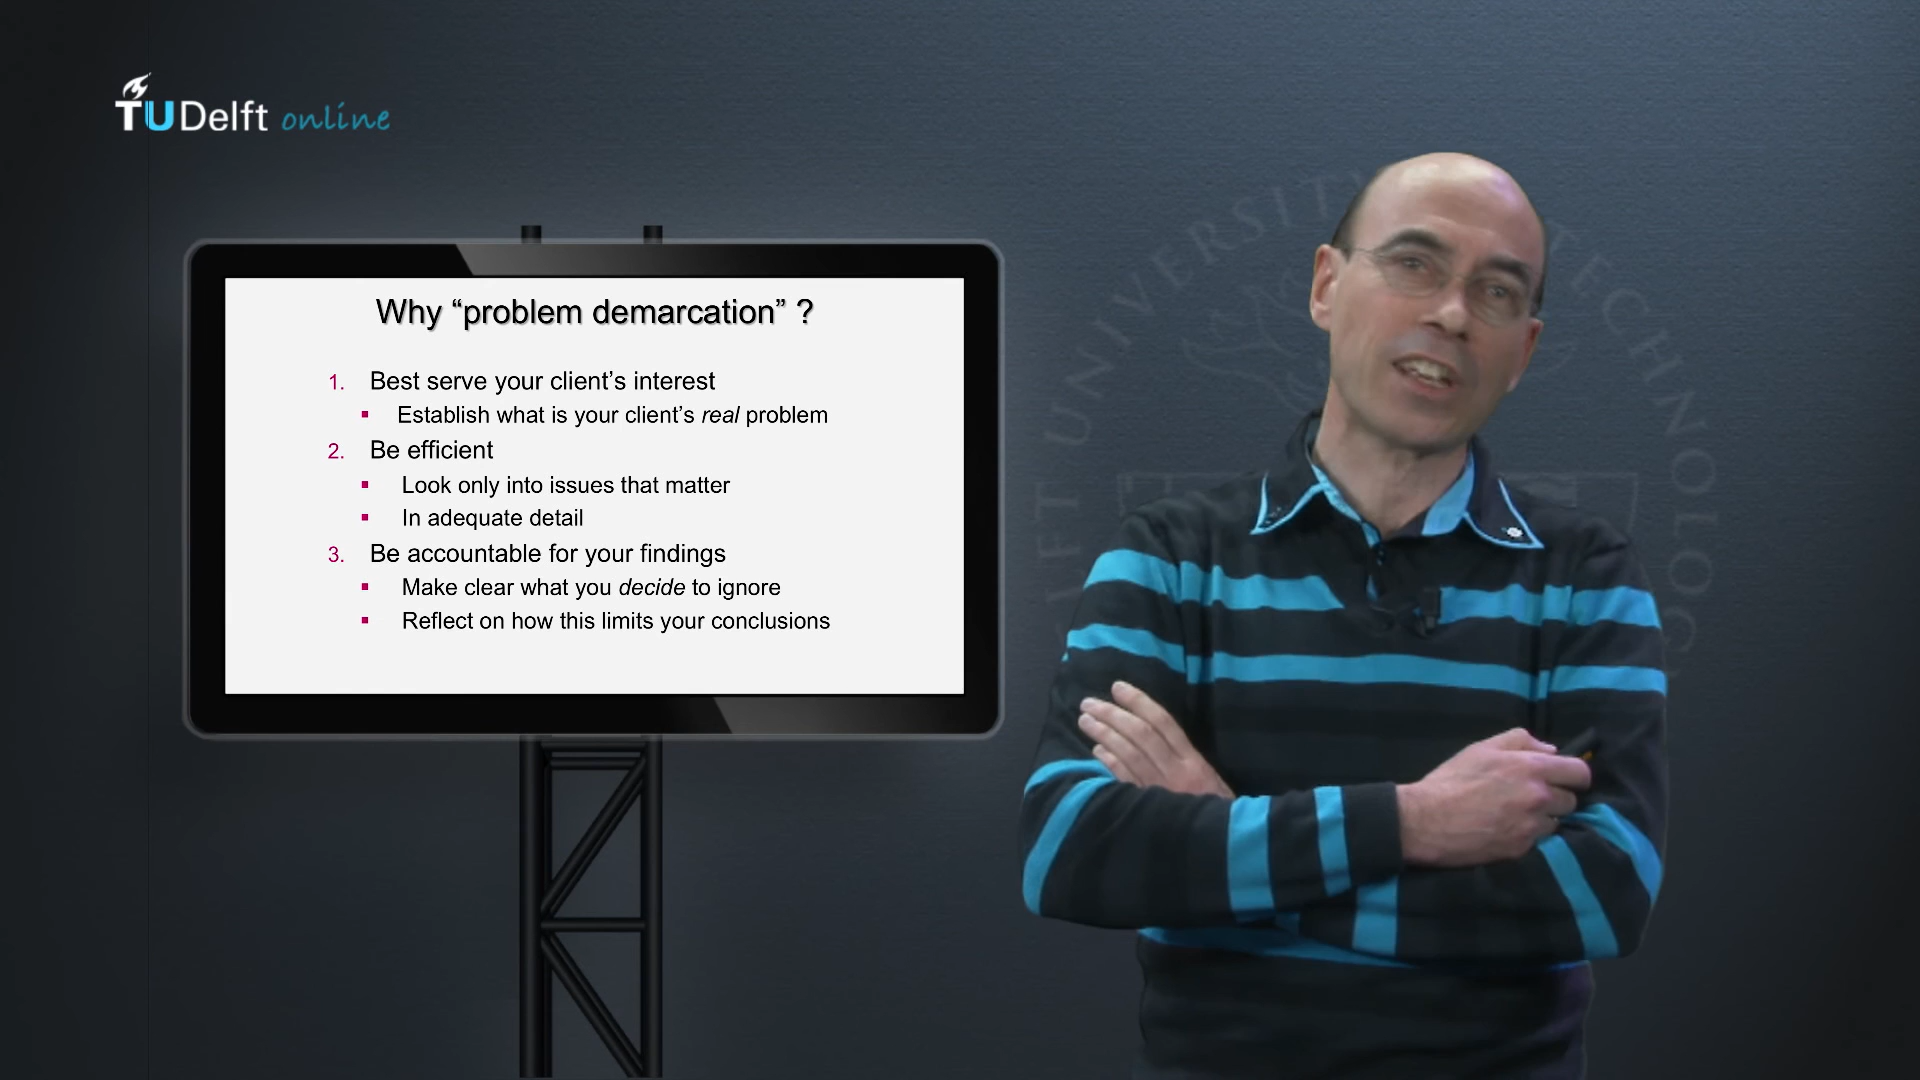 TUDelft online
Why “problem demarcation” ?
1. Best serve your client’s interest
▪ Establish what is your client’s real problem
2. Be efficient
▪ Look only into issues that matter
▪ In adequate detail
3. Be accountable for your findings
▪ Make clear what you decide to ignore
▪ Reflect on how this limits your conclusions